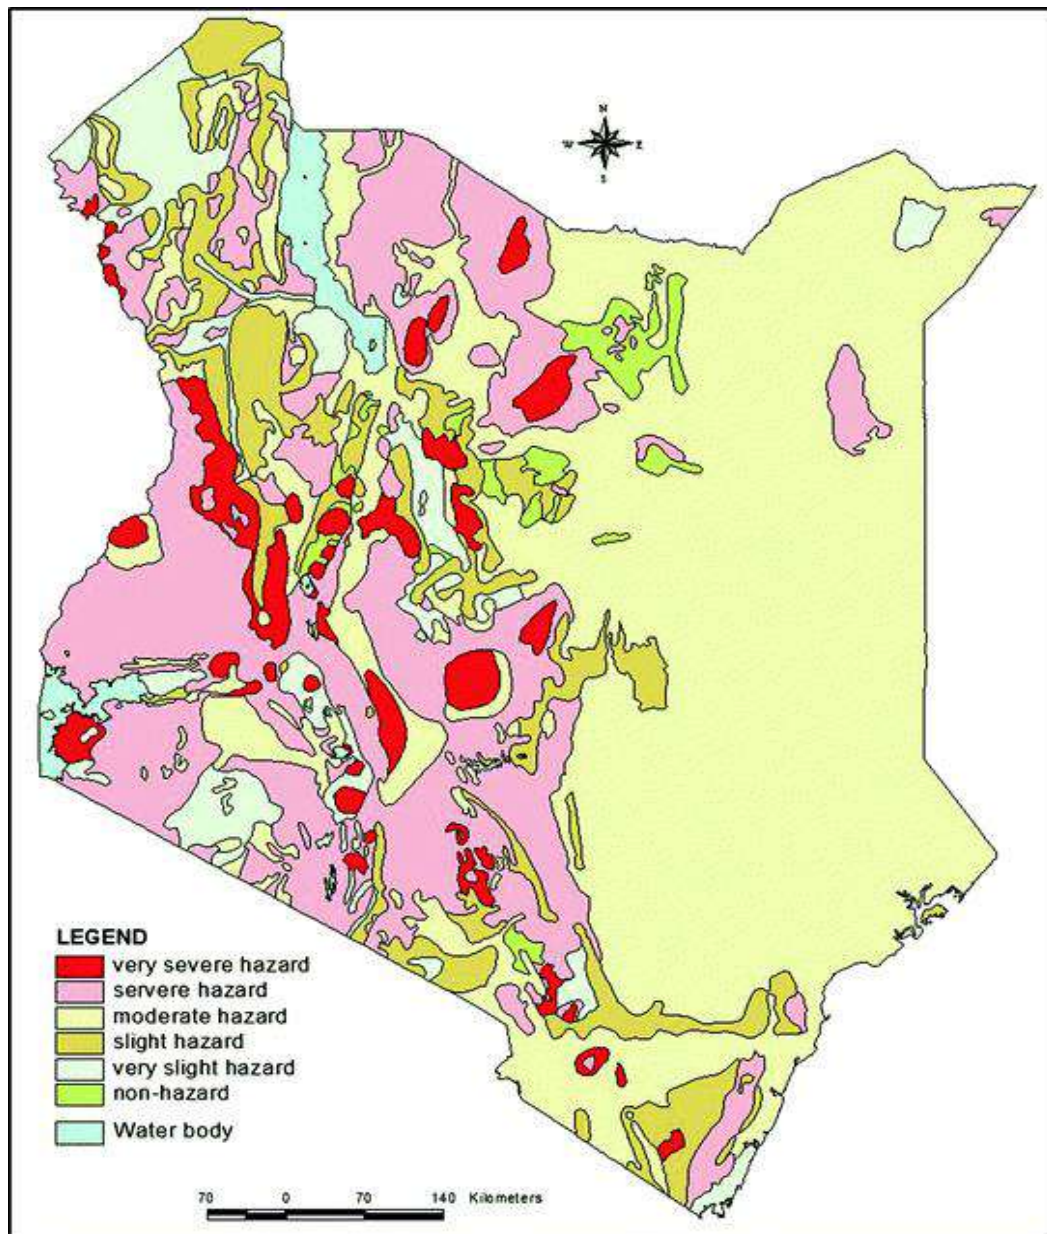 N
W E
S
LEGEND
very severe hazard
servere hazard
moderate hazard
slight hazard
very slight hazard
non-hazard
Water body
70 0 70 140 Kilometers